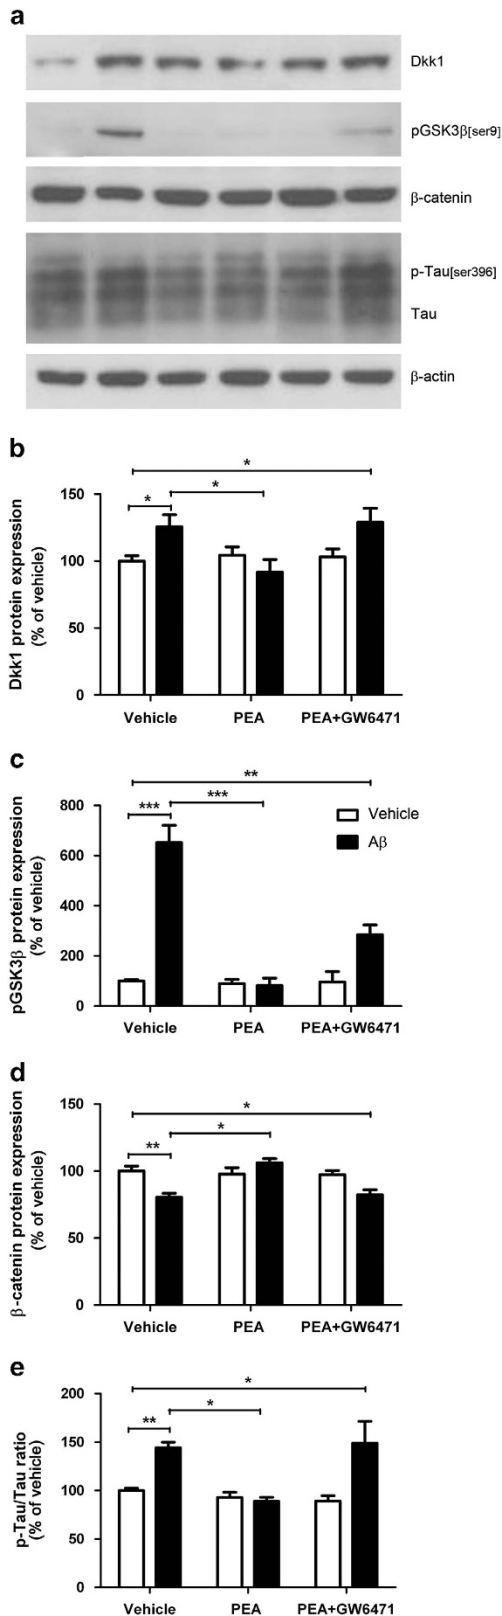 a
Dkk1
pGSK3β[ser9]
β-catenin
p-Tau[ser396]
Tau
β-actin
b
Dkk1 protein expression
(% of vehicle)
150
100
50
0
*
*
*
Vehicle PEA PEA+GW6471
c
pGSK3β protein expression
(% of vehicle)
800
600
400
200
0
**
***
***
Vehicle
Aβ
Vehicle PEA PEA+GW6471
d
β-catenin protein expression
(% of vehicle)
150
100
50
0
*
*
**
Vehicle PEA PEA+GW6471
e
p-Tau/Tau ratio
(% of vehicle)
200
150
100
50
0
*
*
**
Vehicle PEA PEA+GW6471